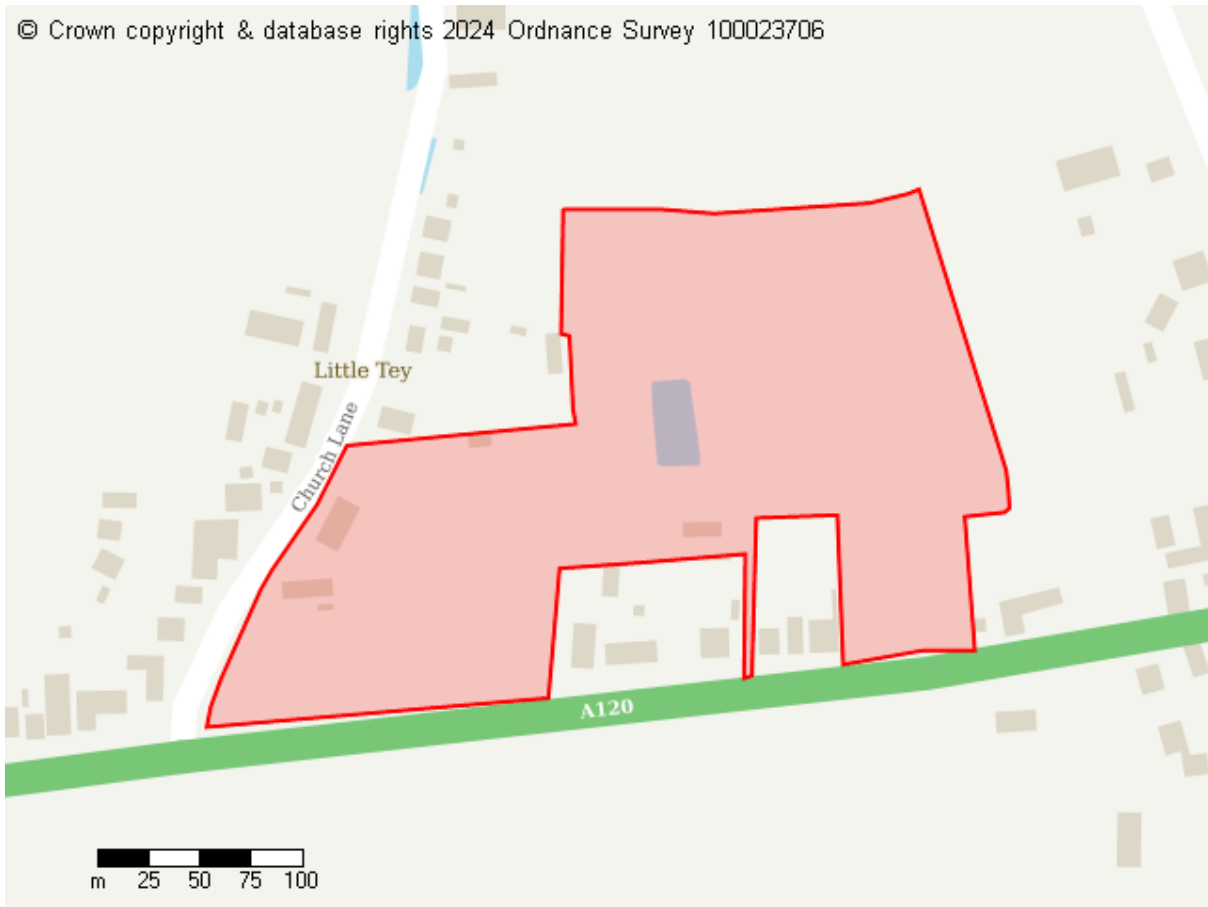 © Crown copyright & database rights 2024 Ordnance Survey 100023706
Little Tey
Church Lane
A120
m 25 50 75 100